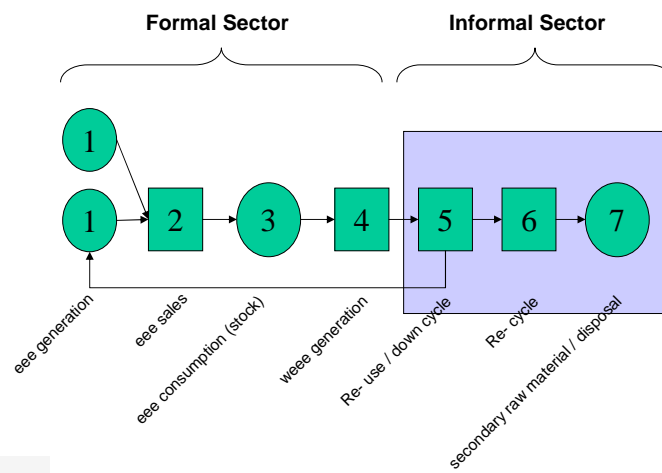 Formal Sector
Informal Sector
1
1
2
3
4
5
6
7
eee generation
eee sales
eee consumption (stock)
weee generation
Re- use / down cycle
Re- cycle
secondary raw material / disposal